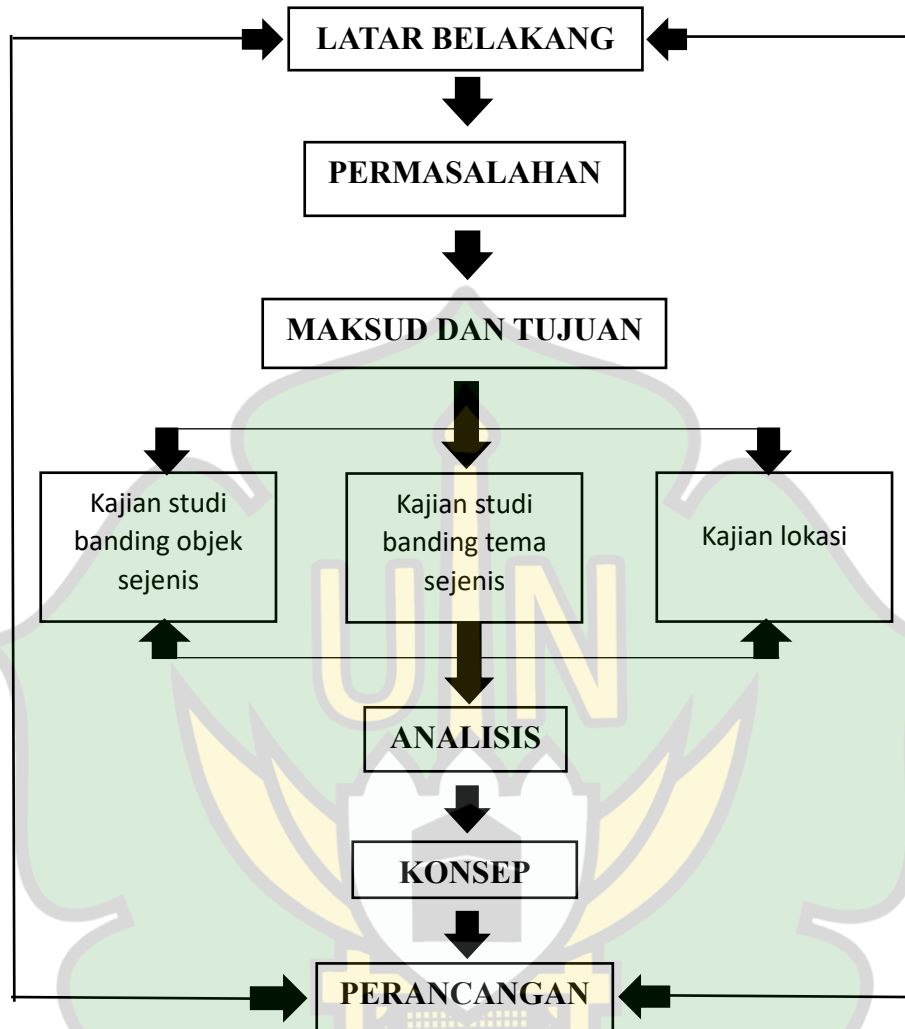 LATAR BELAKANG
PERMASALAHAN
MAKSUD DAN TUJUAN
Kajian studi
banding objek
sejenis
Kajian studi
banding tema
sejenis
Kajian lokasi
UIN
ANALISIS
KONSEP
PERANCANGAN